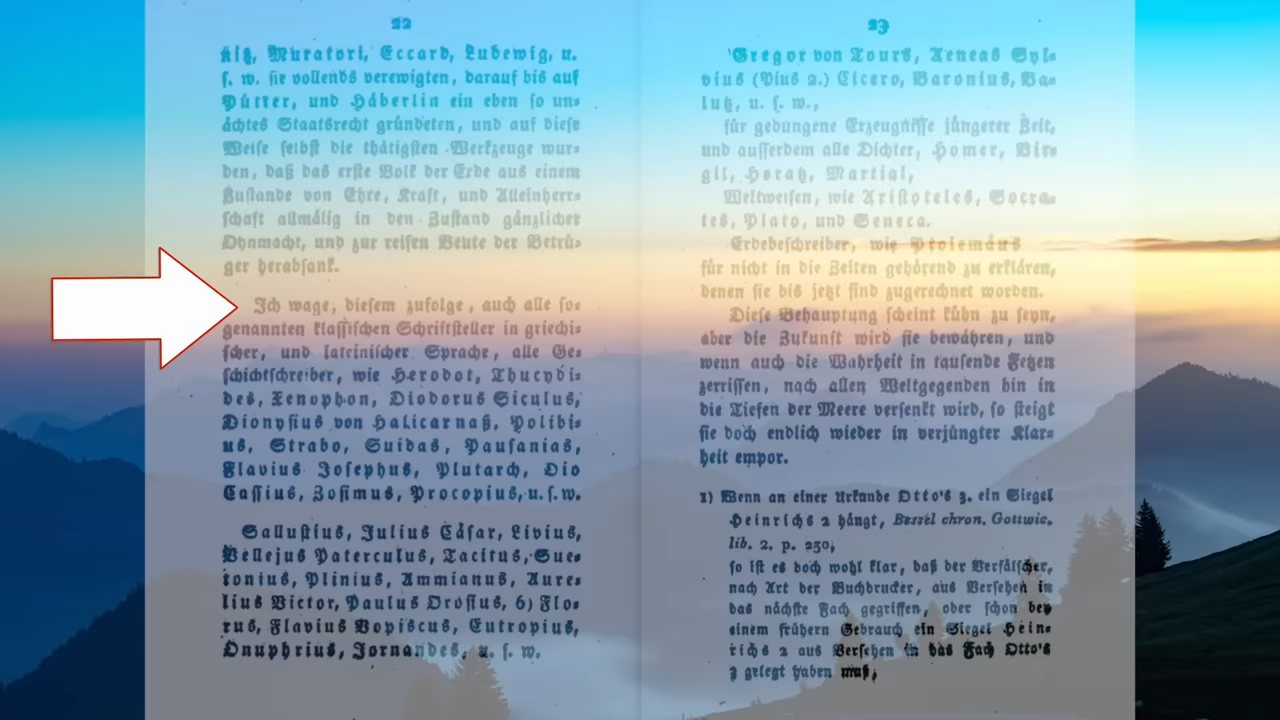 22
nitz, Muratori, Eccard, Ludewig, u.
s. w. sie vollends verewigten, darauf bis auf
Pütter, und Häberlin ein eben so un-
ächtes Staatsrecht gründeten, und auf diese
Weise selbst die thätigsten Werkzeuge wur-
den, daß das erste Volk der Erde aus einem
Zustande von Ehre, Kraft, und Alleinherr-
schaft allmälig in den Zustand gänzlicher
Ohnmacht, und zur reifen Beute der Betrü-
ger herabsank.
Ich wage, diesem zufolge, auch alle so-
genannten klassischen Schriftsteller in griechi-
scher, und lateinischer Sprache, alle Ge-
schichtschreiber, wie Herodot, Thucydi-
des, Xenophon, Diodorus Siculus,
Dionysius von Halicarnaß, Polibi-
us, Strabo, Suidas, Pausanias,
Flavius Josephus, Plutarch, Dio
Cassius, Zosimus, Procopius, u. s. w.
Sallustius, Julius Cäsar, Livius,
Vellejus Paterculus, Tacitus, Sue-
tonius, Plinius, Ammianus, Aure-
lius Victor, Paulus Orosius, 6) Flo-
rus, Flavius Vopiscus, Eutropius,
Onuphrius, Jornandes, u. s. w.
23
Gregor von Tours, Aeneas Syl-
vius (Pius 2.) Cicero, Baronius, Ba-
lutz, u. s. w.,
für gedungene Erzeugnisse jüngerer Zeit,
und ausserdem alle Dichter, Homer, Vir-
gil, Horatz, Martial,
Weltweisen, wie Aristoteles, Socra-
tes, Plato, und Seneca.
Erdebeschreiber, wie Ptolemäus
für nicht in die Zeiten gehörend zu erklären,
denen sie bis jetzt sind zugerechnet worden.
Diese Behauptung scheint kühn zu seyn,
aber die Zukunft wird sie bewähren, und
wenn auch die Wahrheit in tausende Fetzen
zerrissen, nach allen Weltgegenden hin in
die Tiefen der Meere versenkt wird, so steigt
sie doch endlich wieder in verjüngter Klar-
heit empor.
1) Wenn an einer Urkunde Otto's 3. ein Siegel
Heinrichs 2 hängt, Bessel chron. Gottwic.
lib. 2. p. 250,
so ist es doch wohl klar, daß der Verfälscher,
nach Art der Buchdrucker, aus Versehen in
das nächste Fach gegriffen, oder schon bey
einem frühern Gebrauch ein Siegel Hein-
richs 2 aus Versehen in das Fach Otto's
3 gelegt haben muß,